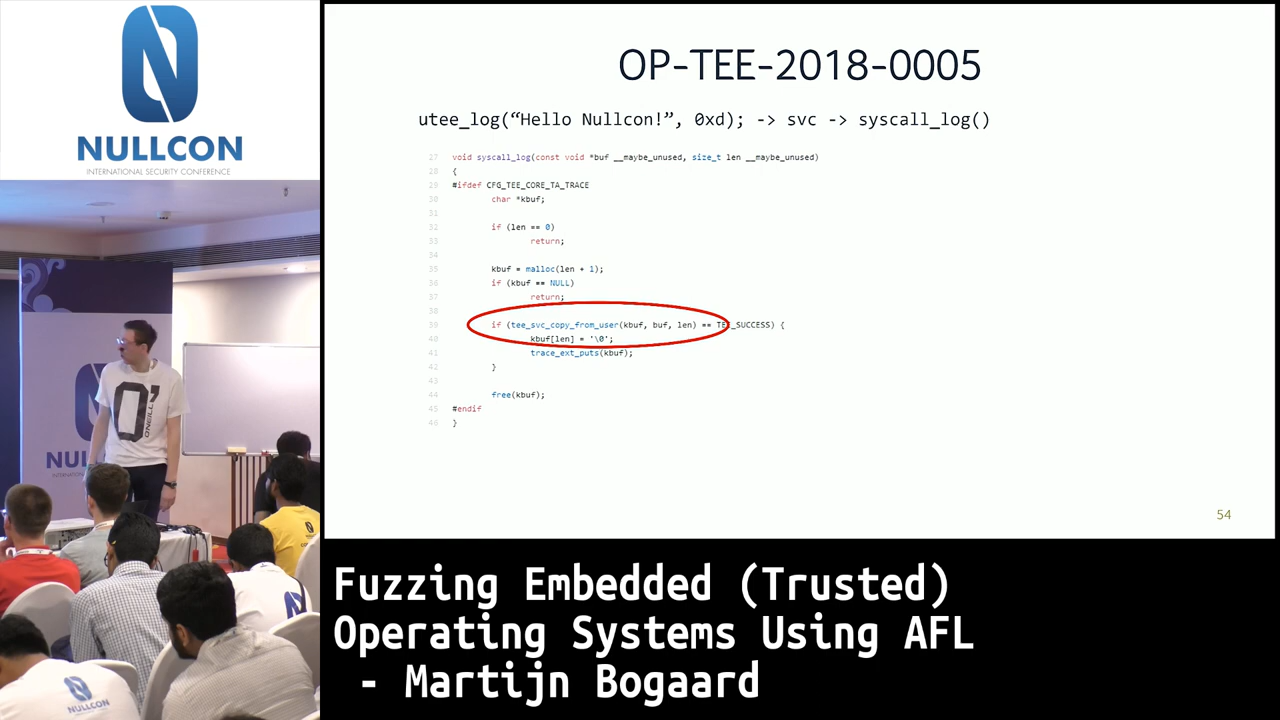 NULLCON
INTERNATIONAL SECURITY CONFERENCE
OP-TEE-2018-0005
utee_log("Hello Nullcon!", 0xd); -> svc -> syscall_log()
27 void syscall_log(const void *buf __maybe_unused, size_t len __maybe_unused)
28 {
29 #ifdef CFG_TEE_CORE_TA_TRACE
30 char *kbuf;
31
32 if (len == 0)
33 return;
34
35 kbuf = malloc(len + 1);
36 if (kbuf == NULL)
37 return;
38
39 if (tee_svc_copy_from_user(kbuf, buf, len) == TEE_SUCCESS) {
40 kbuf[len] = '\0';
41 trace_ext_puts(kbuf);
42 }
43
44 free(kbuf);
45 #endif
46 }
54
O'
ONEILL
NUL
NULLCON
Fuzzing Embedded (Trusted)
Operating Systems Using AFL
- Martijn Bogaard